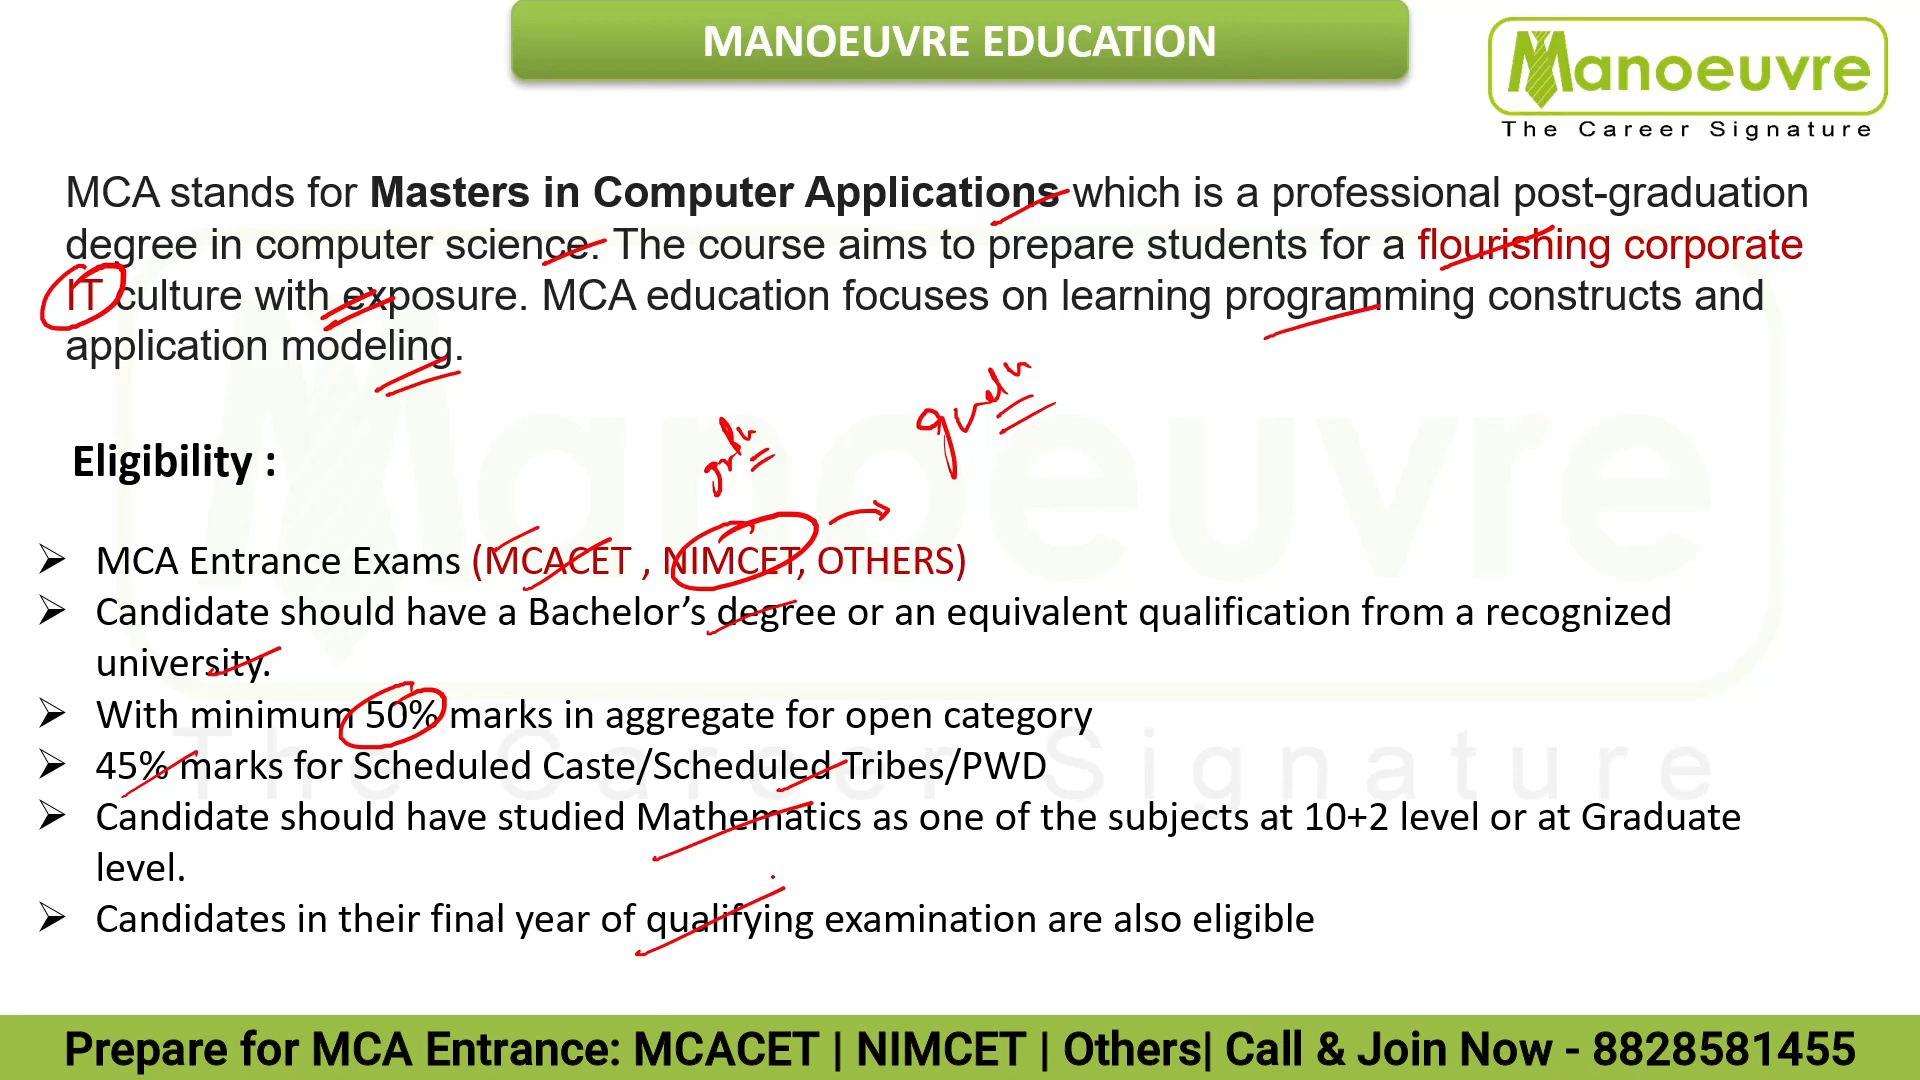 MANOEUVRE EDUCATION
Manoeuvre
The Career Signature
MCA stands for Masters in Computer Applications which is a professional post-graduation
degree in computer science. The course aims to prepare students for a flourishing corporate
IT culture with exposure. MCA education focuses on learning programming constructs and
application modeling.
Eligibility :
➢ MCA Entrance Exams (MCACET , NIMCET, OTHERS)
➢ Candidate should have a Bachelor’s degree or an equivalent qualification from a recognized
university.
➢ With minimum 50% marks in aggregate for open category
➢ 45% marks for Scheduled Caste/Scheduled Tribes/PWD
➢ Candidate should have studied Mathematics as one of the subjects at 10+2 level or at Graduate
level.
➢ Candidates in their final year of qualifying examination are also eligible
Manoeuvre
The Career Signature
Prepare for MCA Entrance: MCACET | NIMCET | Others| Call & Join Now - 8828581455